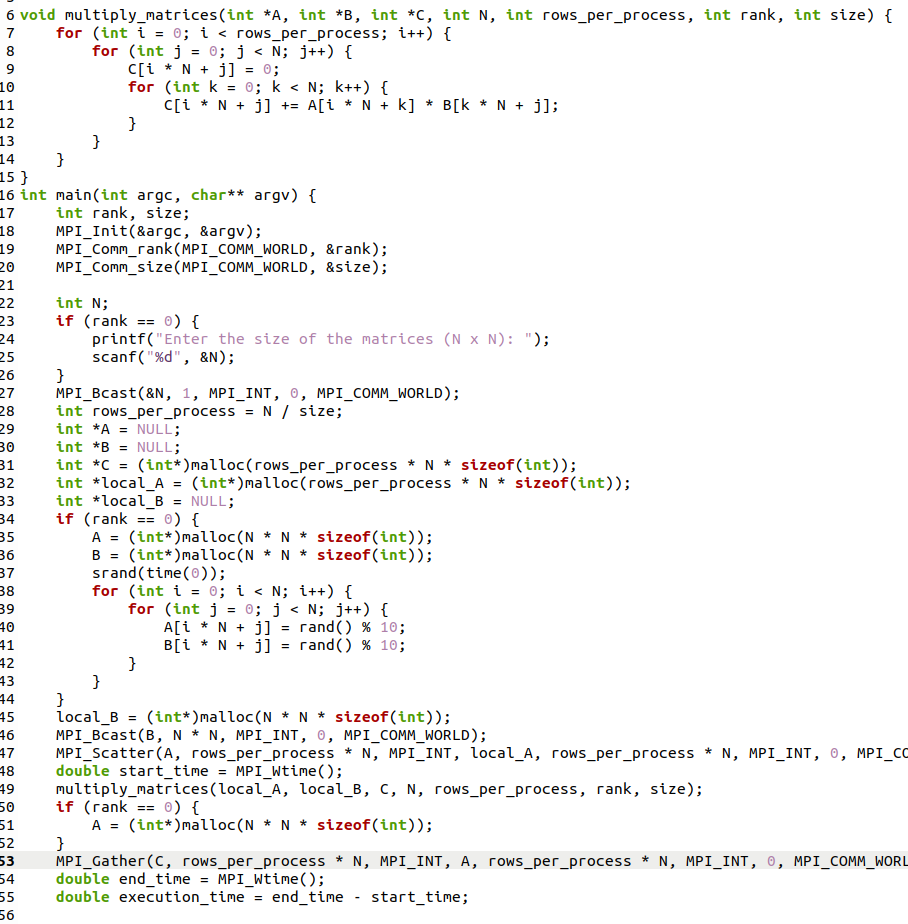 6 void multiply_matrices(int *A, int *B, int *C, int N, int rows_per_process, int rank, int size) {
7     for (int i = 0; i < rows_per_process; i++) {
8         for (int j = 0; j < N; j++) {
9             C[i * N + j] = 0;
10             for (int k = 0; k < N; k++) {
11                 C[i * N + j] += A[i * N + k] * B[k * N + j];
12             }
13         }
14     }
15 }
16 int main(int argc, char** argv) {
17     int rank, size;
18     MPI_Init(&argc, &argv);
19     MPI_Comm_rank(MPI_COMM_WORLD, &rank);
20     MPI_Comm_size(MPI_COMM_WORLD, &size);
21
22     int N;
23     if (rank == 0) {
24         printf("Enter the size of the matrices (N x N): ");
25         scanf("%d", &N);
26     }
27     MPI_Bcast(&N, 1, MPI_INT, 0, MPI_COMM_WORLD);
28     int rows_per_process = N / size;
29     int *A = NULL;
30     int *B = NULL;
31     int *C = (int*)malloc(rows_per_process * N * sizeof(int));
32     int *local_A = (int*)malloc(rows_per_process * N * sizeof(int));
33     int *local_B = NULL;
34     if (rank == 0) {
35         A = (int*)malloc(N * N * sizeof(int));
36         B = (int*)malloc(N * N * sizeof(int));
37         srand(time(0));
38         for (int i = 0; i < N; i++) {
39             for (int j = 0; j < N; j++) {
40                 A[i * N + j] = rand() % 10;
41                 B[i * N + j] = rand() % 10;
42             }
43         }
44     }
45     local_B = (int*)malloc(N * N * sizeof(int));
46     MPI_Bcast(B, N * N, MPI_INT, 0, MPI_COMM_WORLD);
47     MPI_Scatter(A, rows_per_process * N, MPI_INT, local_A, rows_per_process * N, MPI_INT, 0, MPI_CO
48     double start_time = MPI_Wtime();
49     multiply_matrices(local_A, local_B, C, N, rows_per_process, rank, size);
50     if (rank == 0) {
51         A = (int*)malloc(N * N * sizeof(int));
52     }
53     MPI_Gather(C, rows_per_process * N, MPI_INT, A, rows_per_process * N, MPI_INT, 0, MPI_COMM_WORL
54     double end_time = MPI_Wtime();
55     double execution_time = end_time - start_time;
56